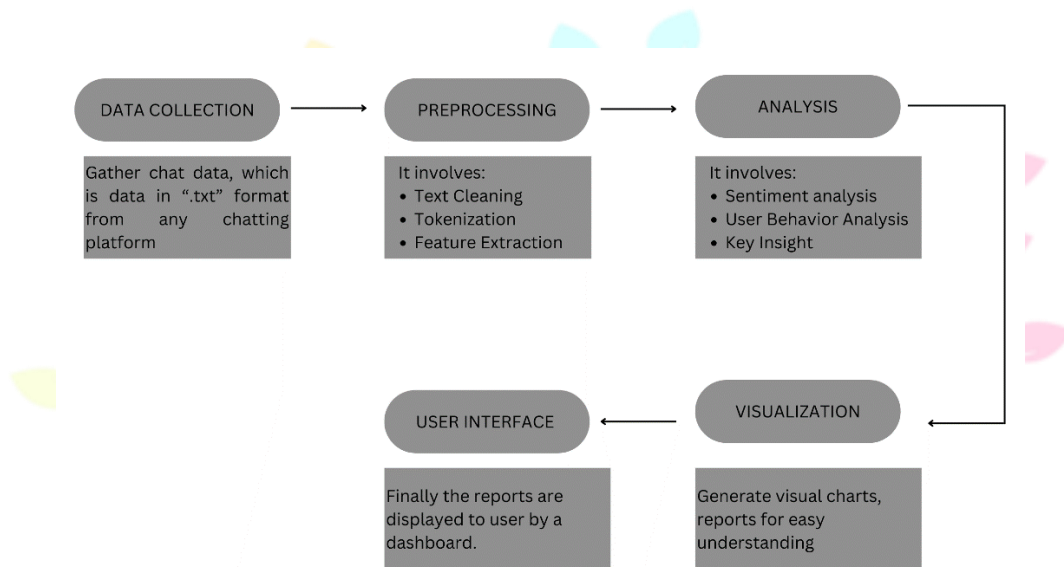 DATA COLLECTION
Gather chat data, which
is data in “.txt” format
from any chatting
platform
PREPROCESSING
It involves:
• Text Cleaning
• Tokenization
• Feature Extraction
ANALYSIS
It involves:
• Sentiment analysis
• User Behavior Analysis
• Key Insight
VISUALIZATION
Generate visual charts,
reports for easy
understanding
USER INTERFACE
Finally the reports are
displayed to user by a
dashboard.